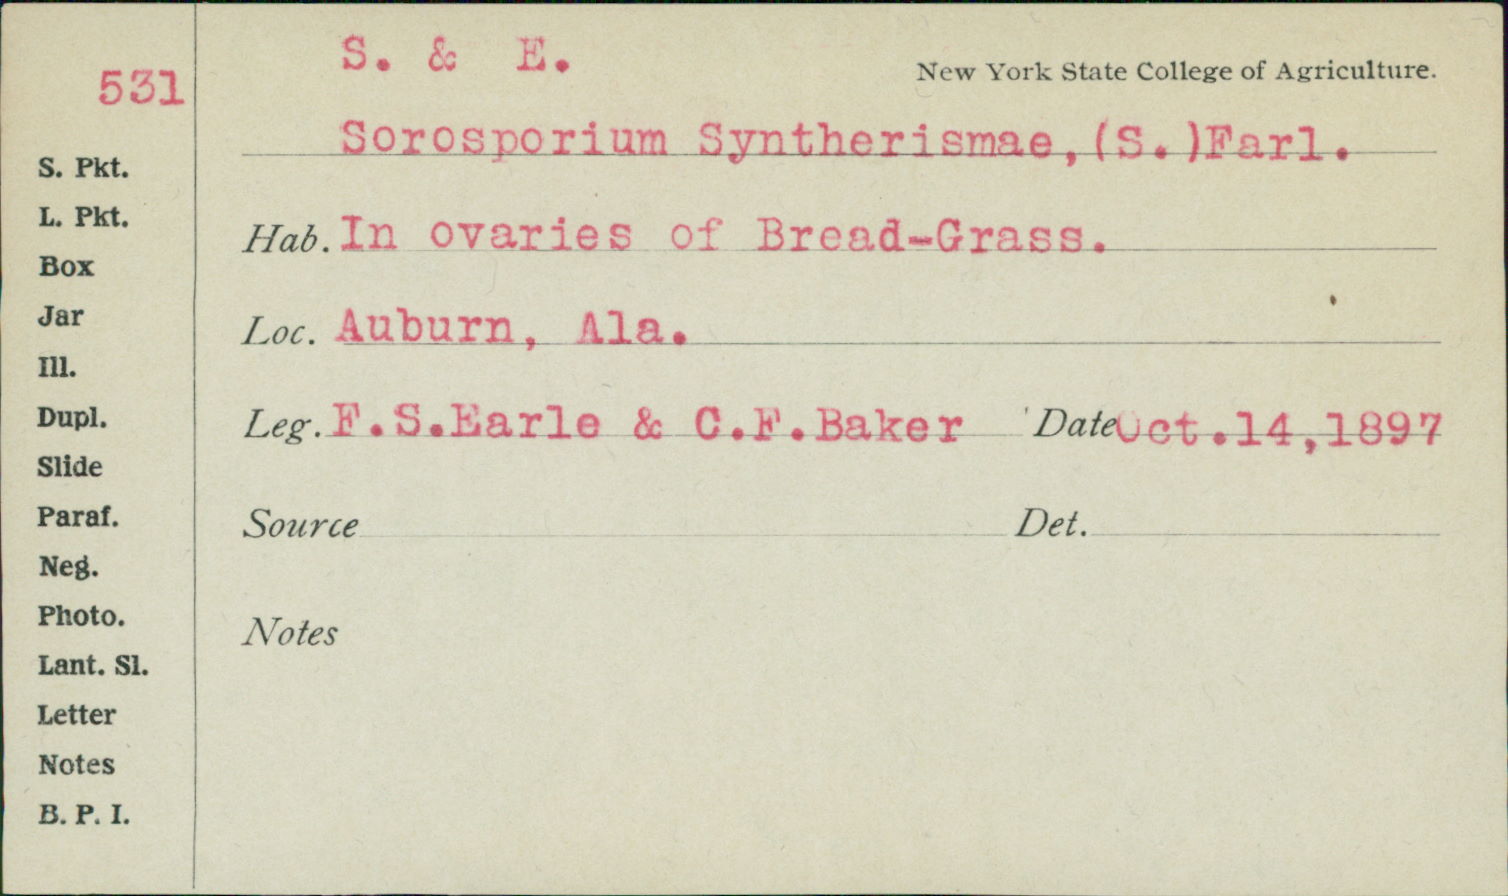 S. & E.
New York State College of Agriculture.
531
Sorosporium Syntherismae,(S.)Farl.
S. Pkt.
L. Pkt.
Box
Jar
Ill.
Dupl.
Slide
Paraf.
Neg.
Photo.
Lant. Sl.
Letter
Notes
B. P. I.
Hab. In ovaries of Bread-Grass.
Loc. Auburn, Ala.
Leg. F.S.Earle & C.F.Baker Date Oct.14,1897
Source Det.
Notes